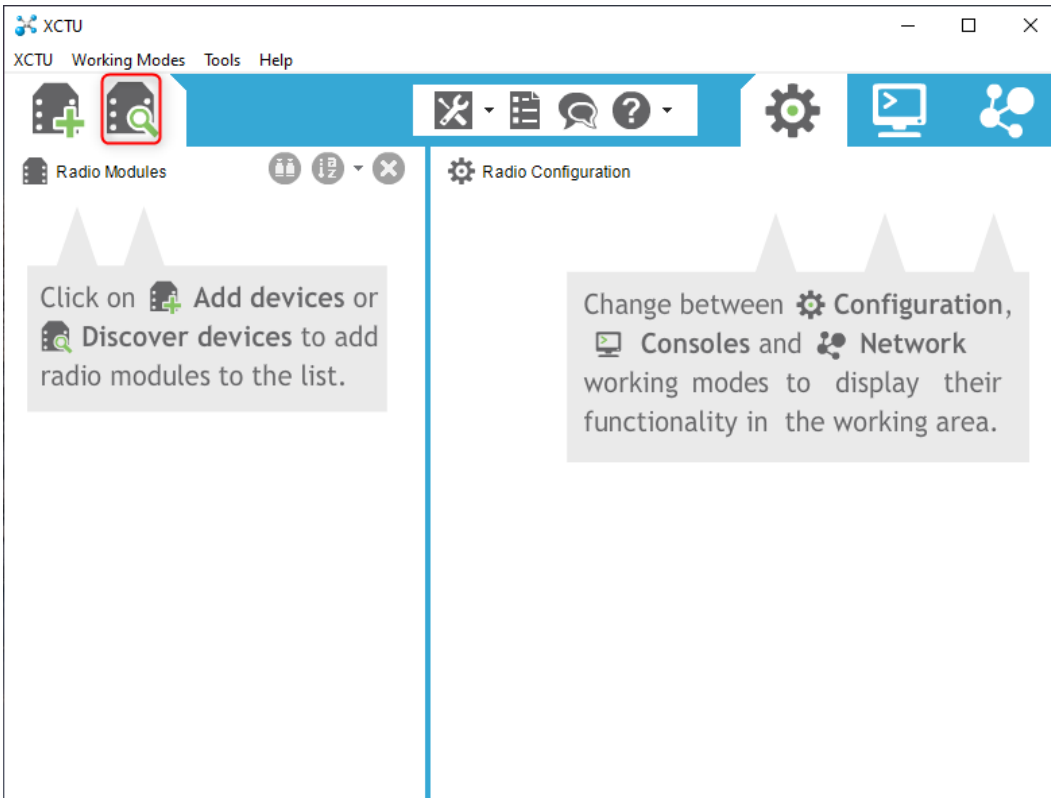 XCTU
XCTU Working Modes Tools Help
Radio Modules
Radio Configuration
Click on Add devices or
Discover devices to add
radio modules to the list.
Change between Configuration,
Consoles and Network
working modes to display their
functionality in the working area.